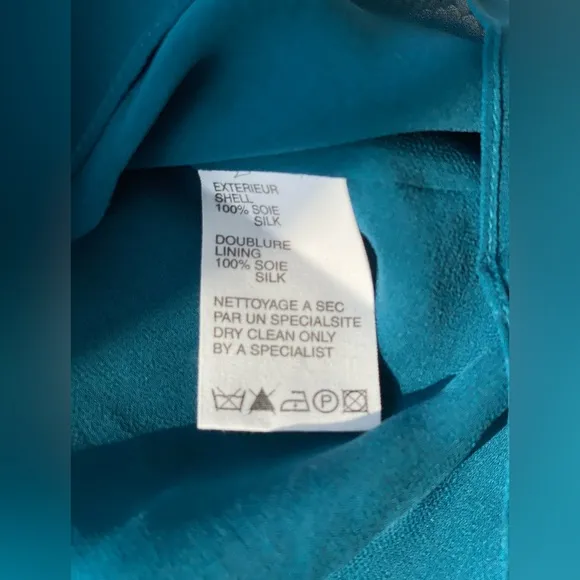 EXTERIEUR
SHELL
100% SOIE
SILK
DOUBLURE
LINING
100% SOIE
SILK
NETTOYAGE A SEC
PAR UN SPECIALSITE
DRY CLEAN ONLY
BY A SPECIALIST
P